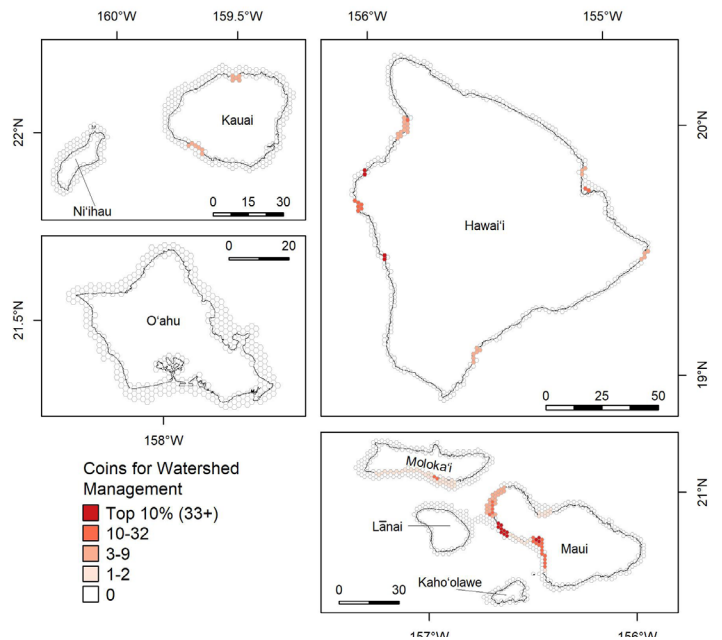 160°W 159.5°W
156°W 155°W
22°N
Kauai
Ni'ihau
0 15 30
20°N
Hawai'i
19°N
0 25 50
0 20
21.5°N
O'ahu
158°W
Coins for Watershed
Management
Top 10% (33+)
10-32
3-9
1-2
0
Moloka'i
21°N
Lānai
Maui
Kaho'olawe
0 30
157°W 156°W